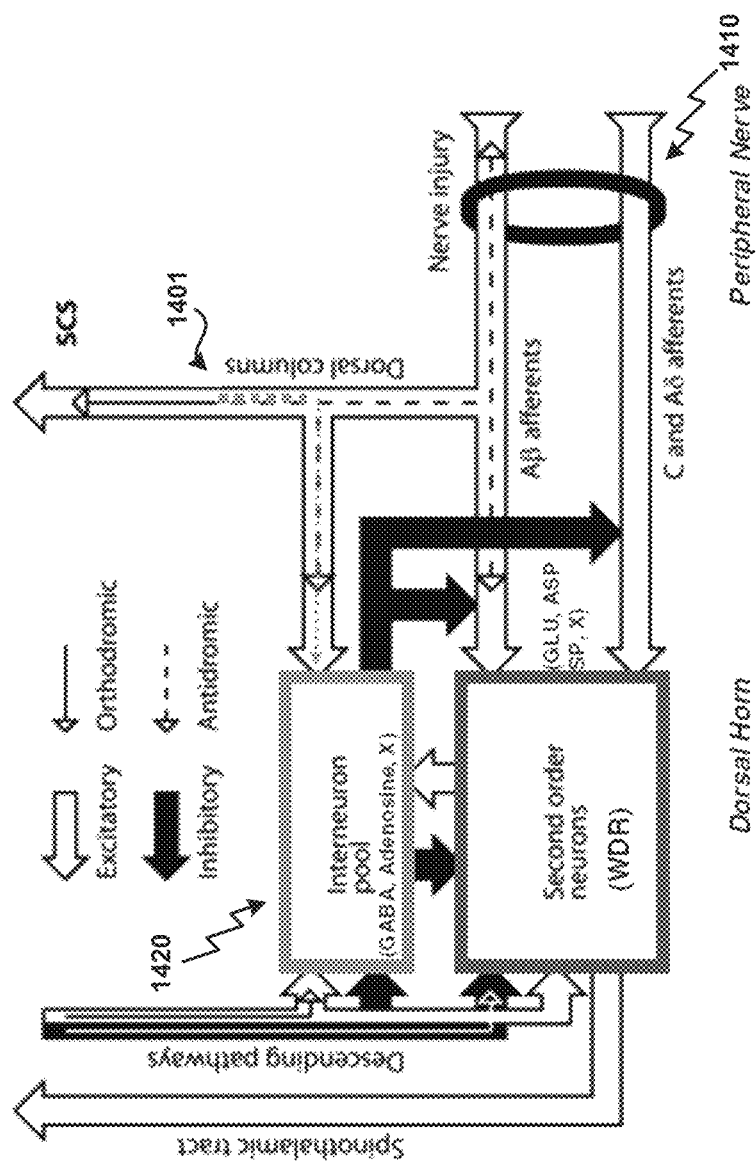 Excitatory
Orthodromic
Inhibitory
Antidromic
SCS
1401
Dorsal columns
1420
Interneuron
pool
(GABA, Adenosine, X)
Second order
neurons
(WDR)
(GLU, ASP
SP, X)
Aβ afferents
C and Aδ afferents
Nerve injury
1410
Descending pathways
Spinothalamic tract
Dorsal Horn
Peripheral Nerve